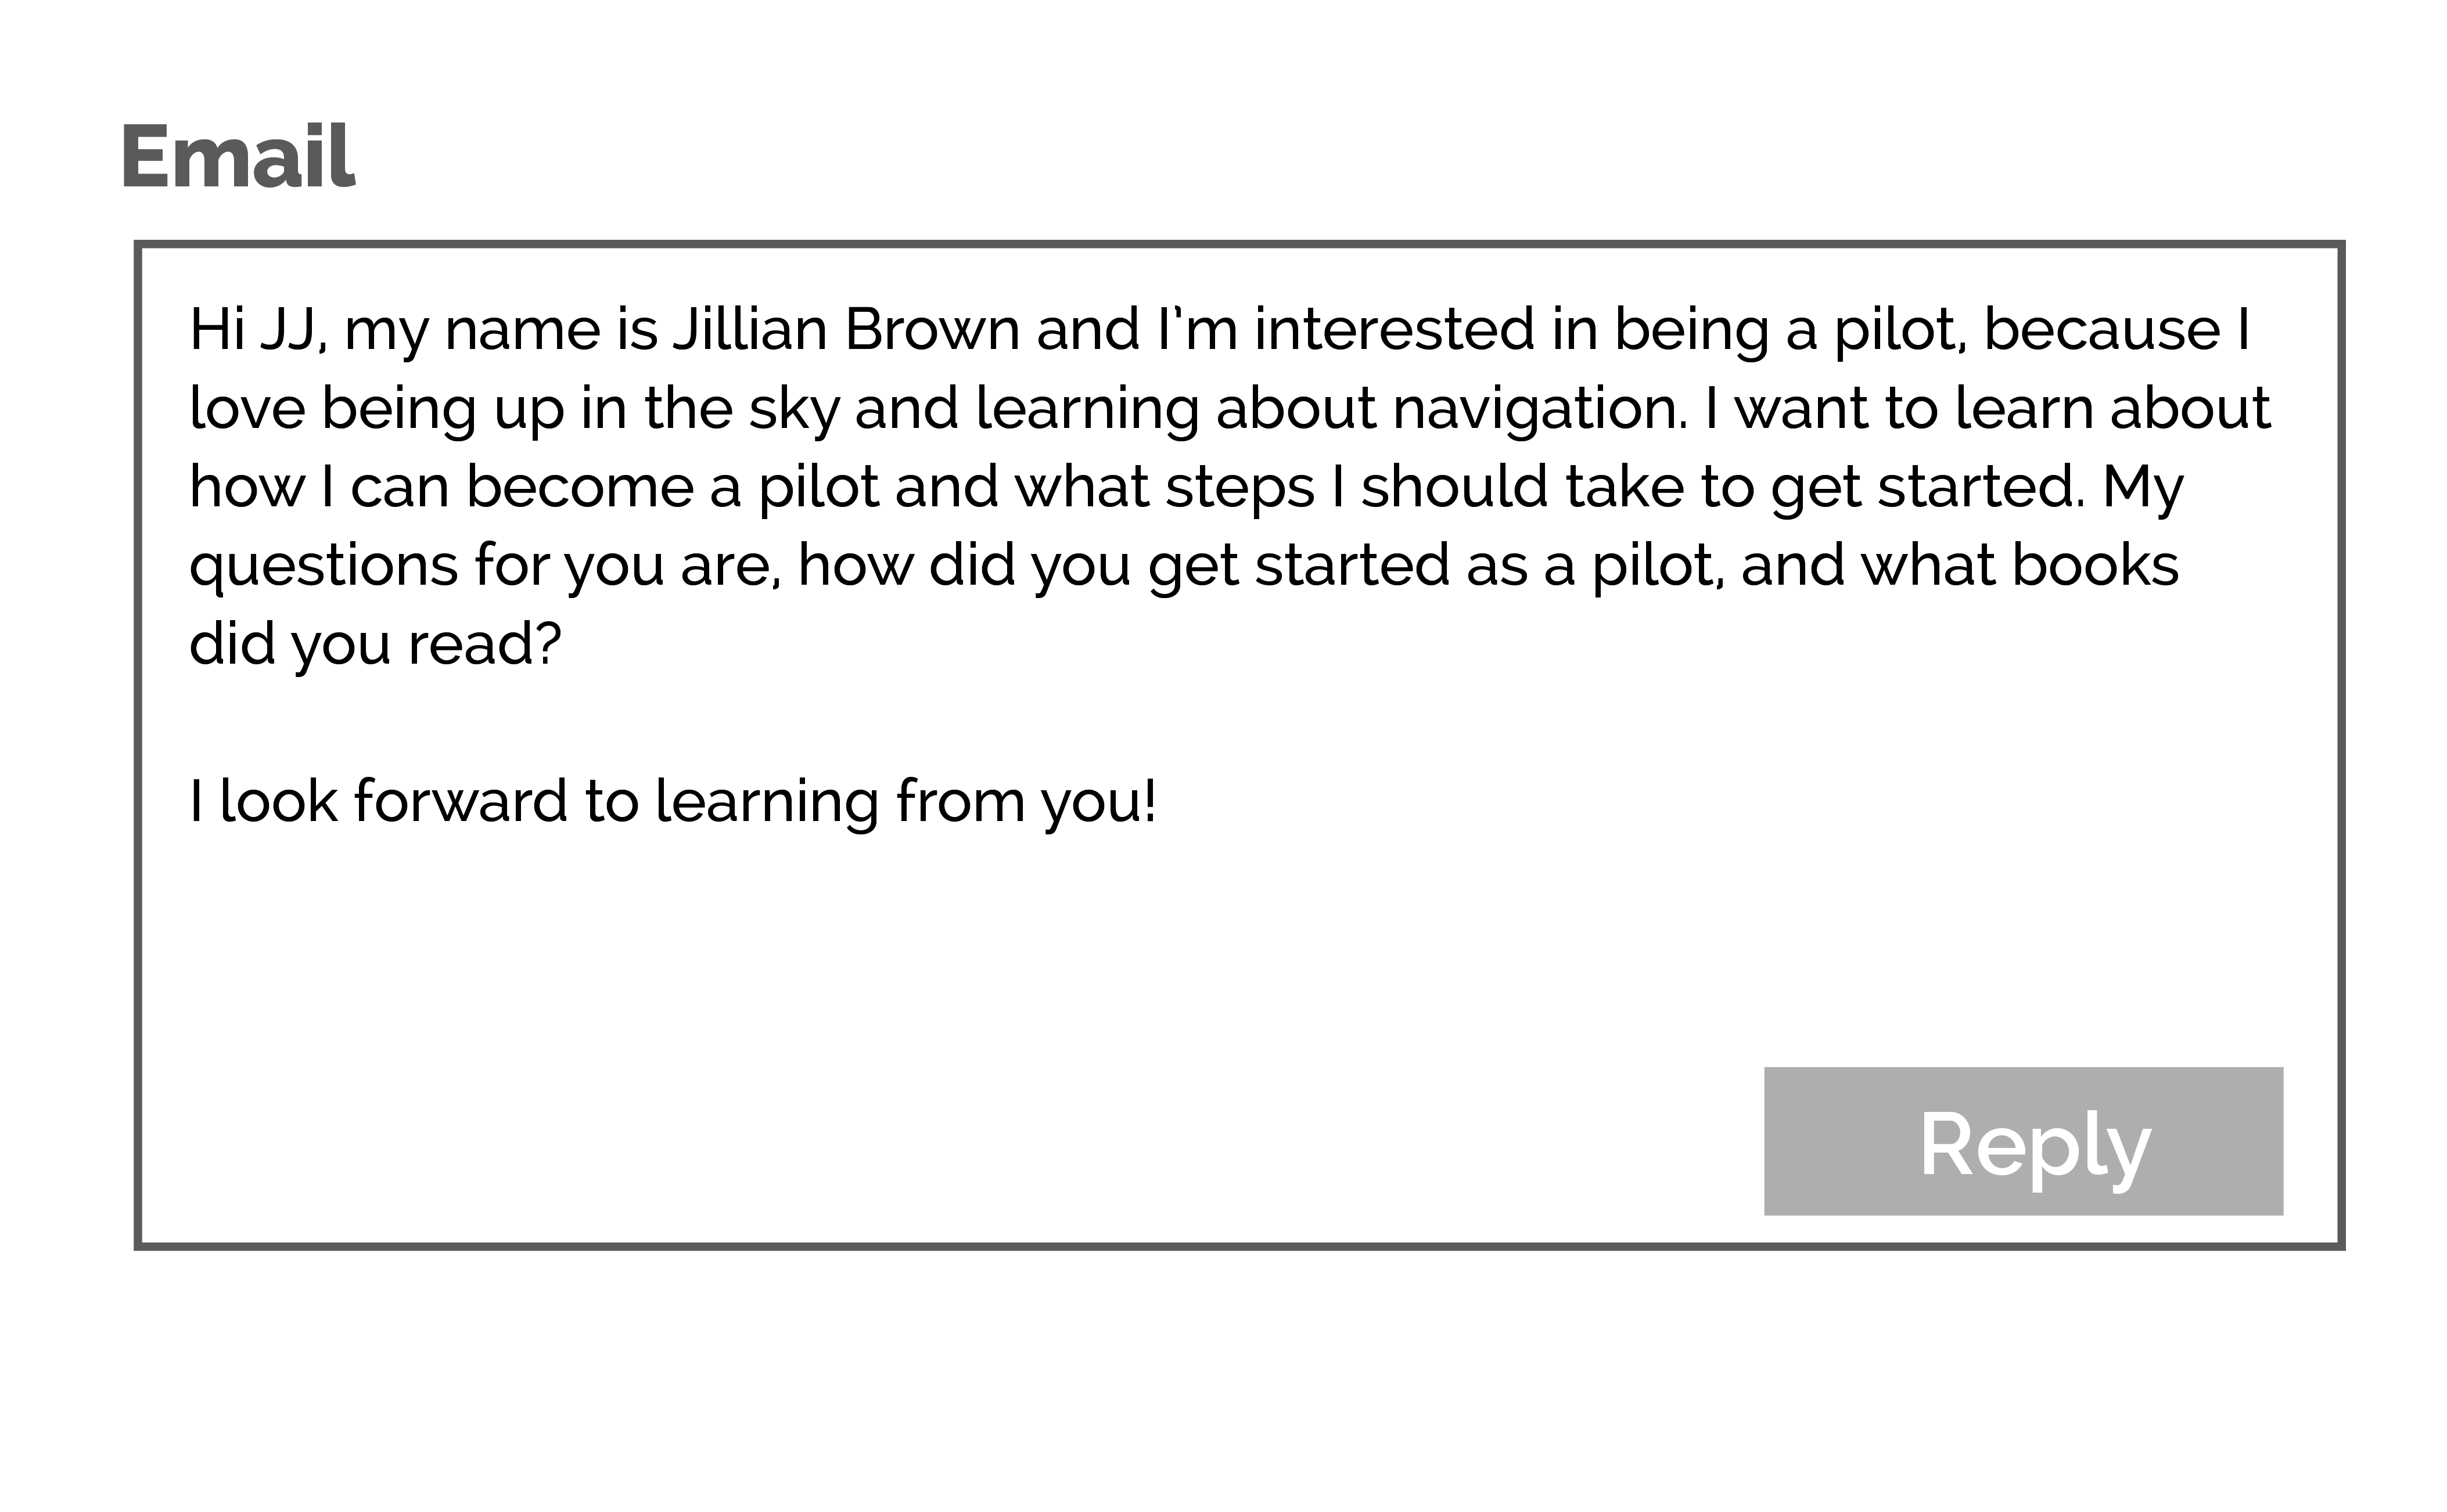 Email
Hi JJ, my name is Jillian Brown and I'm interested in being a pilot, because I
love being up in the sky and learning about navigation. I want to learn about
how I can become a pilot and what steps I should take to get started. My
questions for you are, how did you get started as a pilot, and what books
did you read?
I look forward to learning from you!
Reply